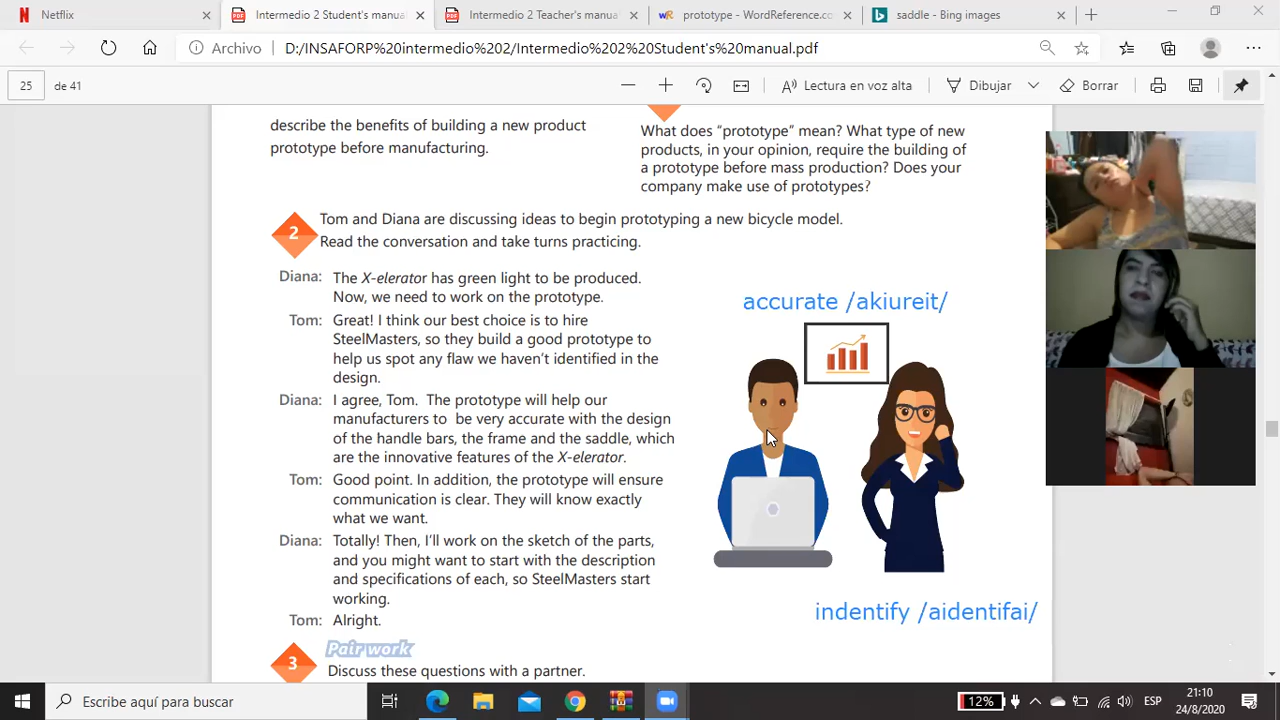 Netflix
Intermedio 2 Student's manua
Intermedio 2 Teacher's manua
prototype - WordReference.co
saddle - Bing images
Archivo
D:/INSAFORP%20intermedio%202/Intermedio%202%20Student's%20manual.pdf
25
de 41
Lectura en voz alta
Dibujar
Borrar
describe the benefits of building a new product
prototype before manufacturing.
What does "prototype" mean? What type of new
products, in your opinion, require the building of
a prototype before mass production? Does your
company make use of prototypes?
2
Tom and Diana are discussing ideas to begin prototyping a new bicycle model.
Read the conversation and take turns practicing.
Diana: The X-elerator has green light to be produced.
Now, we need to work on the prototype.
Tom: Great! I think our best choice is to hire
SteelMasters, so they build a good prototype to
help us spot any flaw we haven't identified in the
design.
Diana: I agree, Tom. The prototype will help our
manufacturers to be very accurate with the design
of the handle bars, the frame and the saddle, which
are the innovative features of the X-elerator.
Tom: Good point. In addition, the prototype will ensure
communication is clear. They will know exactly
what we want.
Diana: Totally! Then, I'll work on the sketch of the parts,
and you might want to start with the description
and specifications of each, so SteelMasters start
working.
Tom: Alright.
accurate /akiureit/
indentify /aidentifai/
3
Pair work
Discuss these questions with a partner.
Escribe aquí para buscar
12%
ESP
21:10
24/8/2020